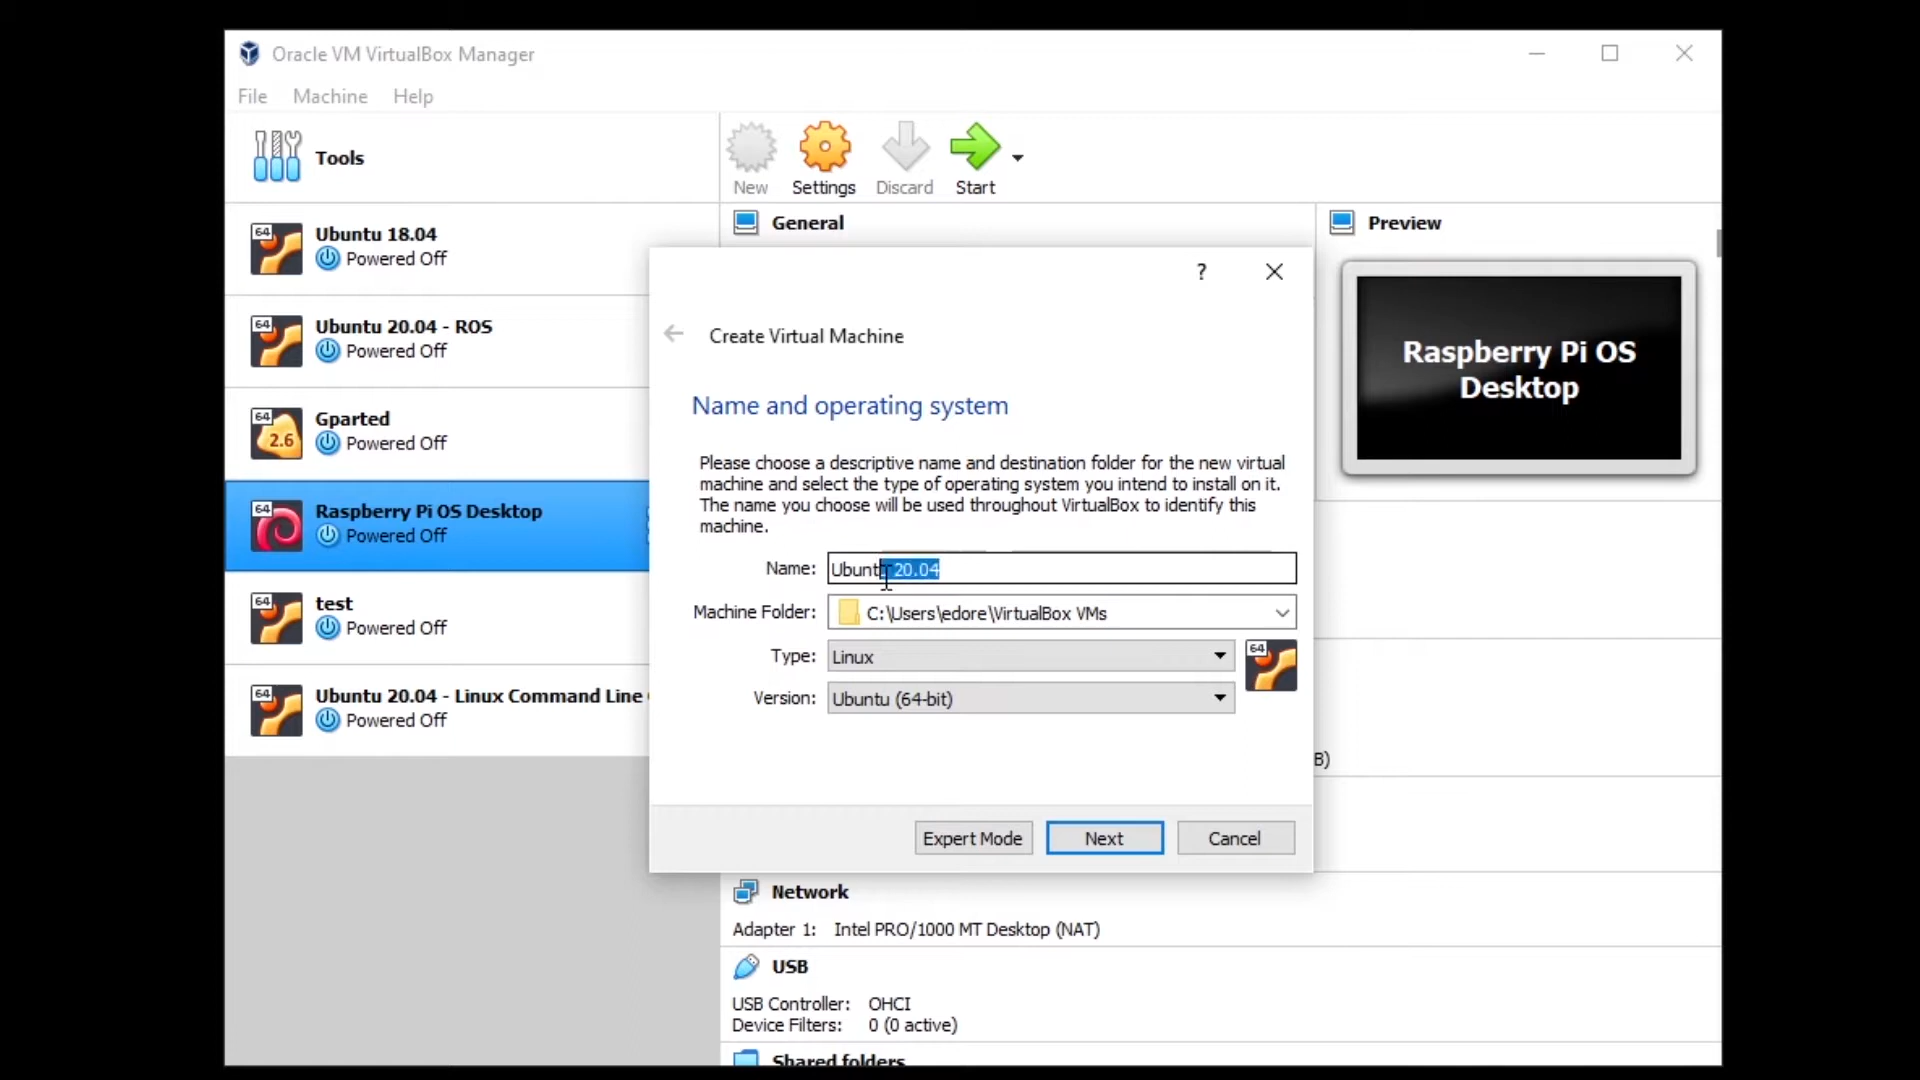 Oracle VM VirtualBox Manager
File Machine Help
Tools
New Settings Discard Start
64
Ubuntu 18.04
Powered Off
64
Ubuntu 20.04 - ROS
Powered Off
64
2.6
Gparted
Powered Off
64
Raspberry Pi OS Desktop
Powered Off
64
test
Powered Off
64
Ubuntu 20.04 - Linux Command Line
Powered Off
General
Preview
Raspberry Pi OS
Desktop
?
Create Virtual Machine
Name and operating system
Please choose a descriptive name and destination folder for the new virtual
machine and select the type of operating system you intend to install on it.
The name you choose will be used throughout VirtualBox to identify this
machine.
Name: Ubuntu 20.04
Machine Folder: C:\Users\edore\VirtualBox VMs
Type: Linux
64
Version: Ubuntu (64-bit)
B)
Expert Mode Next Cancel
Network
Adapter 1: Intel PRO/1000 MT Desktop (NAT)
USB
USB Controller: OHCI
Device Filters: 0 (0 active)
Shared folders